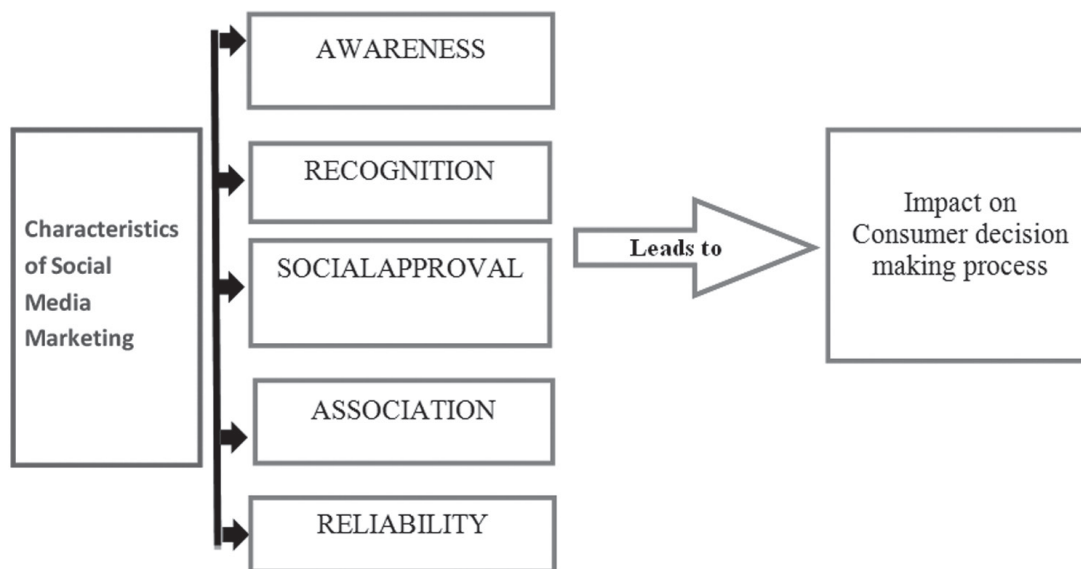 Characteristics
of Social
Media
Marketing
AWARENESS
RECOGNITION
SOCIALAPPROVAL
ASSOCIATION
RELIABILITY
Leads to
Impact on
Consumer decision
making process